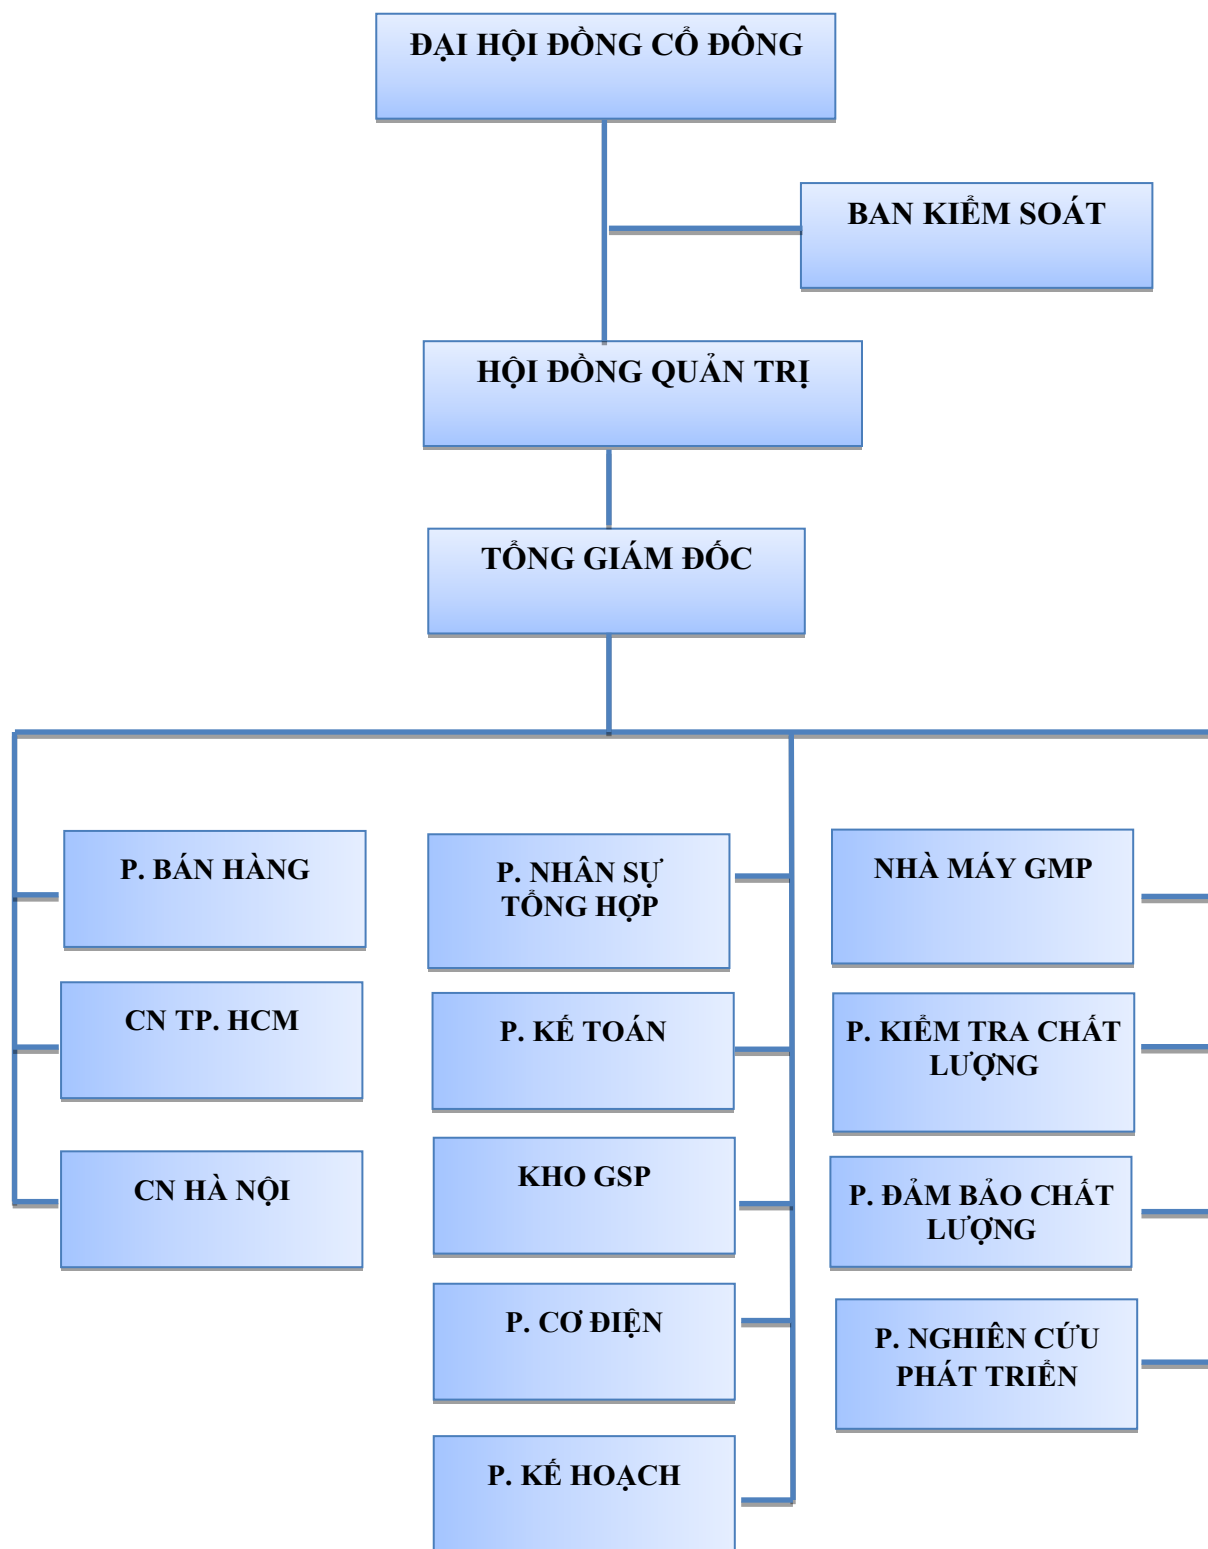 ĐẠI HỘI ĐỒNG CỔ ĐÔNG
BAN KIỂM SOÁT
HỘI ĐỒNG QUẢN TRỊ
TỔNG GIÁM ĐỐC
P. BÁN HÀNG
CN TP. HCM
CN HÀ NỘI
P. NHÂN SỰ
TỔNG HỢP
P. KẾ TOÁN
KHO GSP
P. CƠ ĐIỆN
P. KẾ HOẠCH
NHÀ MÁY GMP
P. KIỂM TRA CHẤT
LƯỢNG
P. ĐẢM BẢO CHẤT
LƯỢNG
P. NGHIÊN CỨU
PHÁT TRIỂN